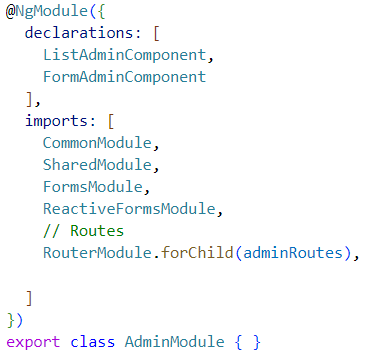 @NgModule({
  declarations: [
    ListAdminComponent,
    FormAdminComponent
  ],
  imports: [
    CommonModule,
    SharedModule,
    FormsModule,
    ReactiveFormsModule,
    // Routes
    RouterModule.forChild(adminRoutes),
  ]
})
export class AdminModule { }